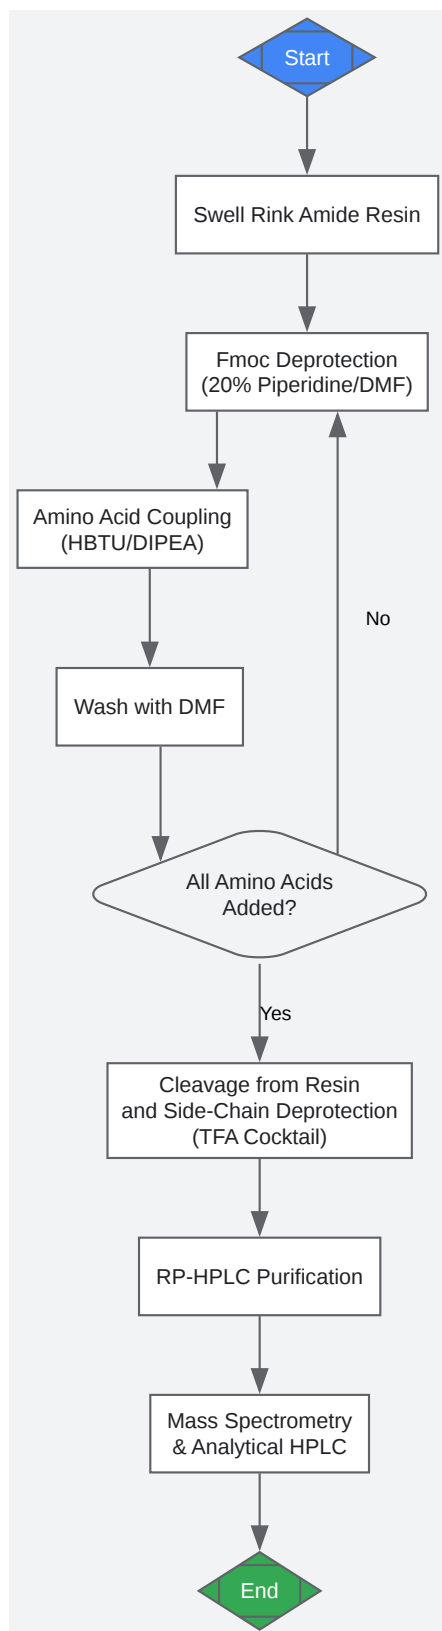 Start
Swell Rink Amide Resin
Fmoc Deprotection
(20% Piperidine/DMF)
Amino Acid Coupling
(HBTU/DIPEA)
No
Wash with DMF
All Amino Acids
Added?
Yes
Cleavage from Resin
and Side-Chain Deprotection
(TFA Cocktail)
RP-HPLC Purification
Mass Spectrometry
& Analytical HPLC
End